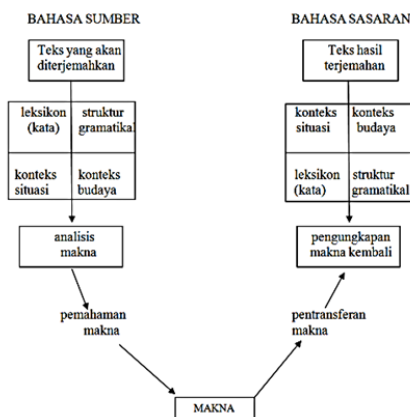 BAHASA SUMBER
Teks yang akan
diterjemahkan
leksikon
(kata)
struktur
gramatikal
konteks
situasi
konteks
budaya
analisis
makna
pemahaman
makna
MAKNA
BAHASA SASARAN
Teks hasil
terjemahan
konteks
situasi
konteks
budaya
leksikon
(kata)
struktur
gramatikal
pengungkapan
makna kembali
pentransferan
makna